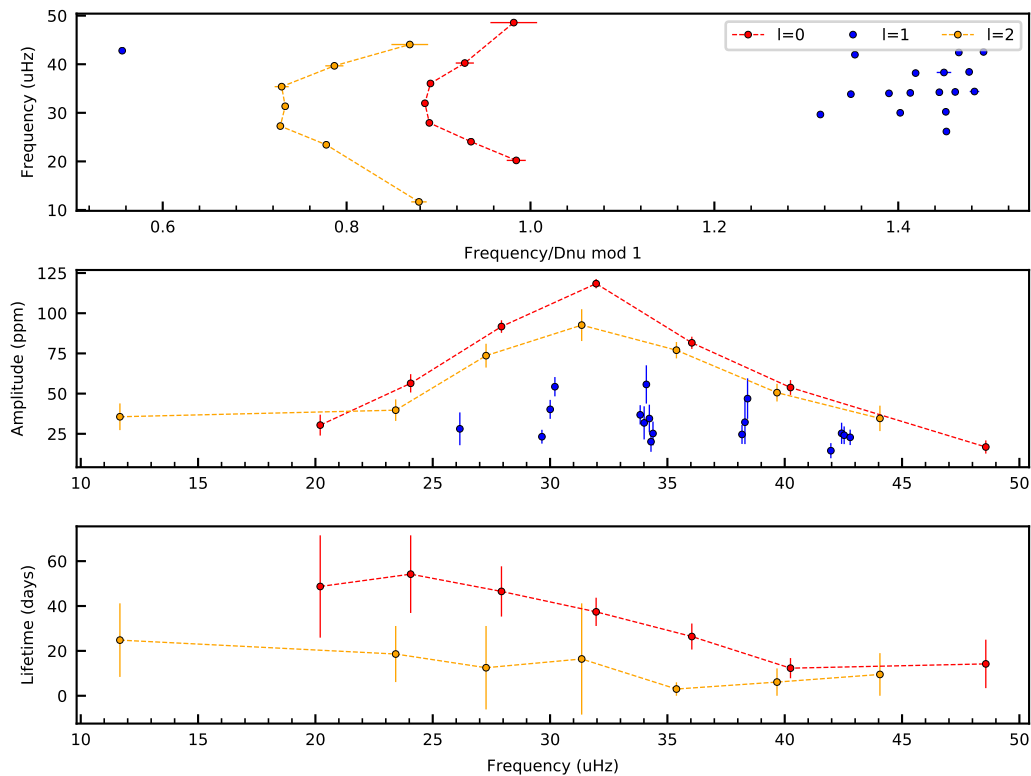 Frequency (uHz)
50
40
30
20
10
l=0 l=1 l=2
0.6 0.8 1.0 1.2 1.4
Frequency/Dnu mod 1
Amplitude (ppm)
125
100
75
50
25
10 15 20 25 30 35 40 45 50
Lifetime (days)
60
40
20
0
10 15 20 25 30 35 40 45 50
Frequency (uHz)